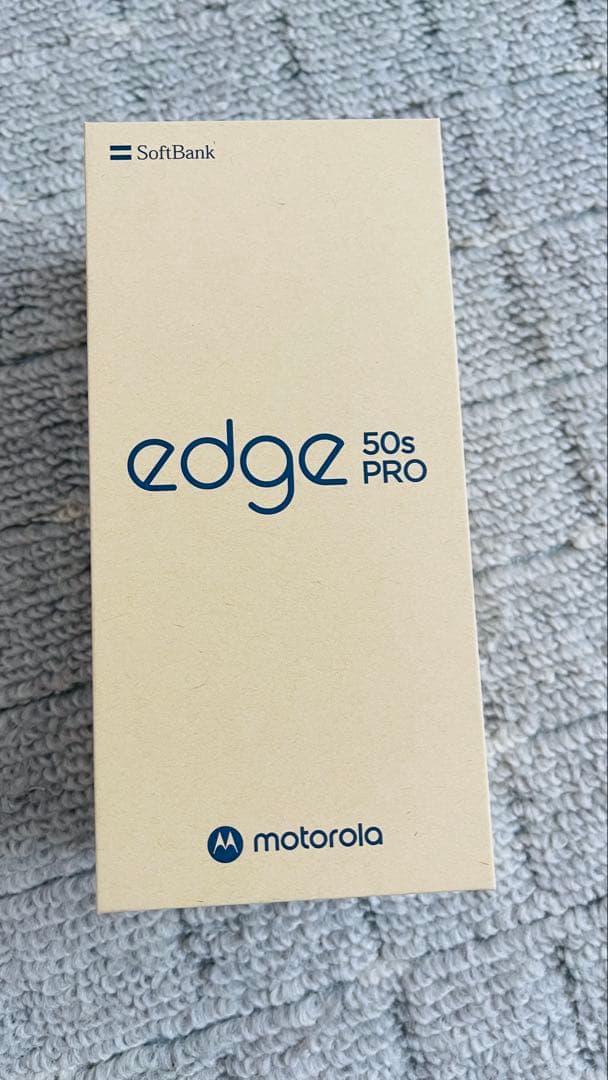 SoftBank
edge 50s
PRO
motorola